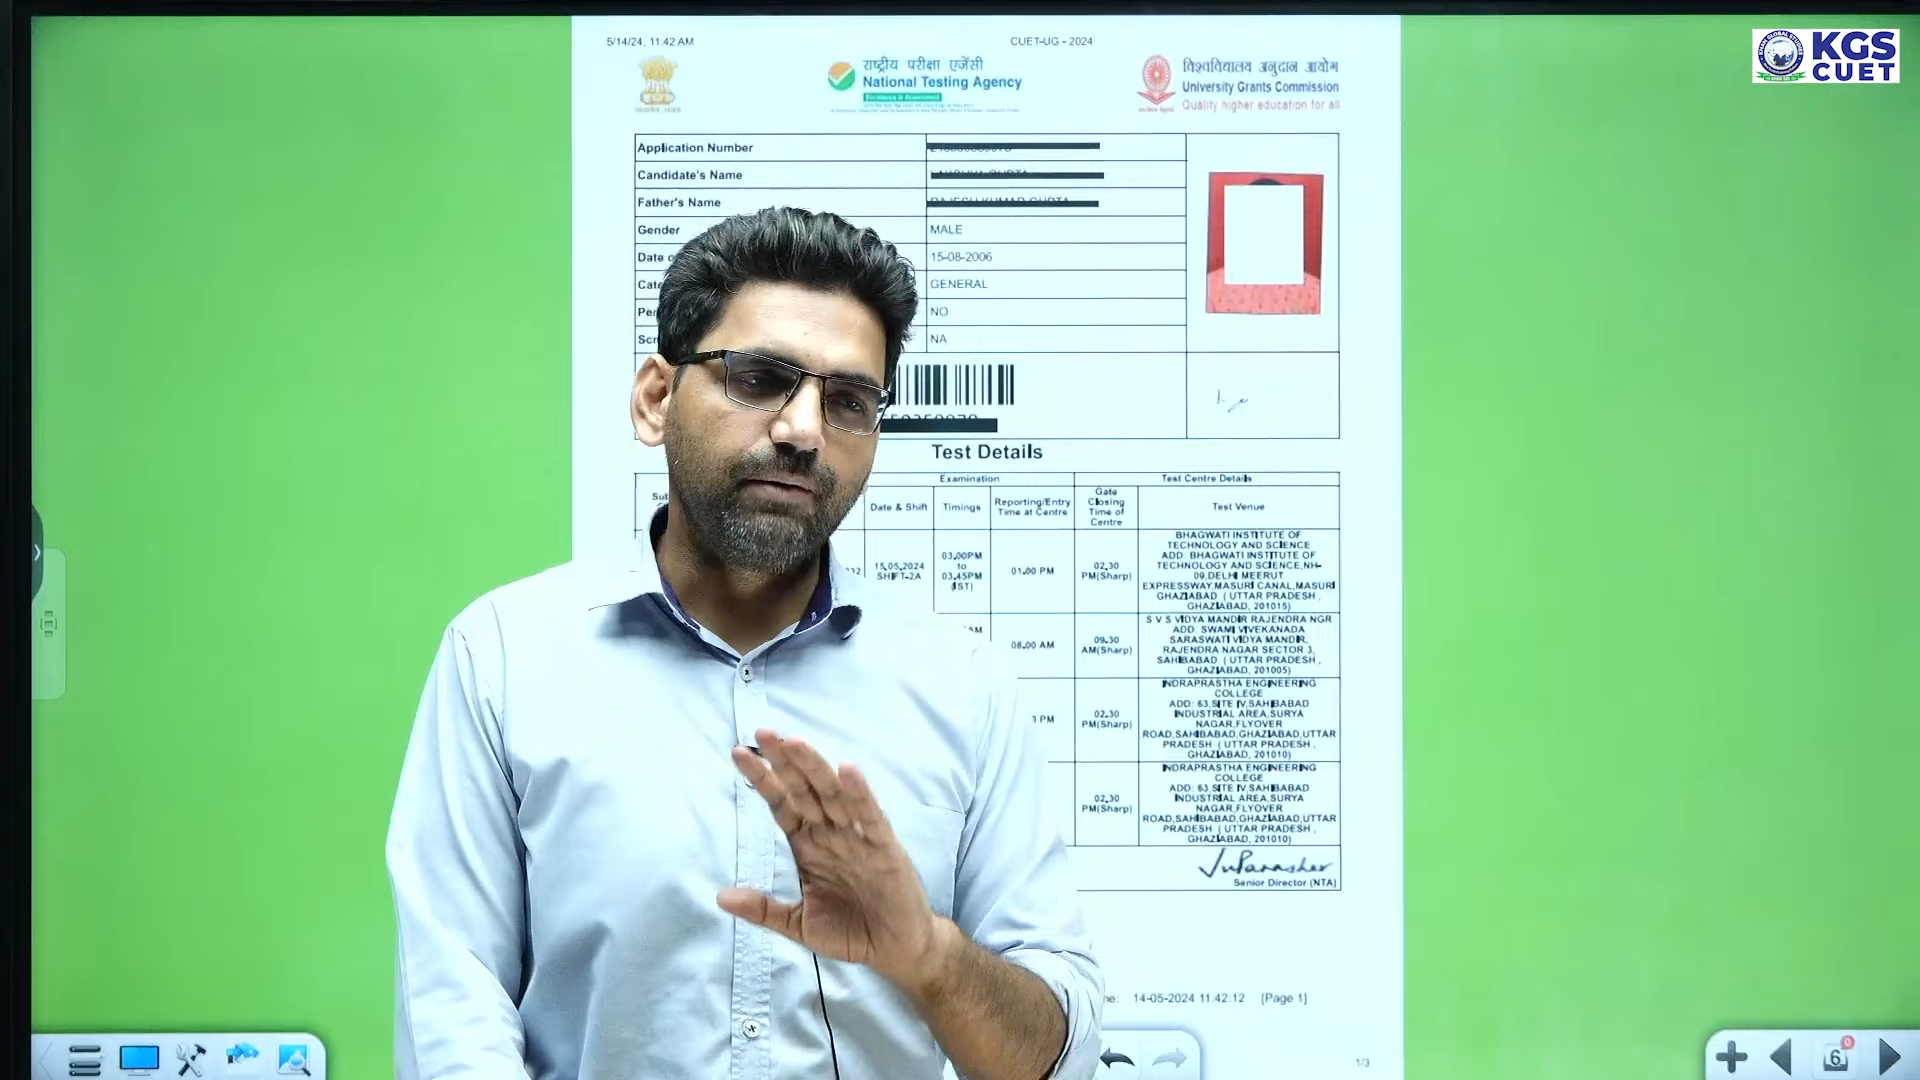 5/14/24, 11:42 AM
CUET-UG - 2024
KGS
CUET
राष्ट्रीय परीक्षा एजेंसी
National Testing Agency
Excellence in Assessment
विश्वविद्यालय अनुदान आयोग
University Grants Commission
Quality higher education for all
Application Number
Candidate's Name
Father's Name
Gender
MALE
Date
15-08-2006
GENERAL
NO
NA
Test Details
Examination
Test Centre Details
Date & Shift
Timings
Reporting/Entry
Time at Centre
Gate
Closing
Time of
Centre
Test Venue
15.05.2024
SHIFT-2A
03.00PM
to
03.45PM
(IST)
01.00 PM
02.30
PM(Sharp)
BHAGWATI INSTITUTE OF
TECHNOLOGY AND SCIENCE
ADD: BHAGWATI INSTITUTE OF
TECHNOLOGY AND SCIENCE,NH-
09,DELHI MEERUT
EXPRESSWAY,MASURI CANAL,MASURI
GHAZIABAD ( UTTAR PRADESH ,
GHAZIABAD, 201015)
AM
08.00 AM
09.30
AM(Sharp)
S V S VIDYA MANDIR RAJENDRA NGR
ADD: SWAMI VIVEKANADA
SARASWATI VIDYA MANDIR,
RAJENDRA NAGAR SECTOR 3,
SAHIBABAD ( UTTAR PRADESH ,
GHAZIABAD, 201005)
PM
02.30
PM(Sharp)
INDRAPRASTHA ENGINEERING
COLLEGE
ADD: 63,SITE IV,SAHIBABAD
INDUSTRIAL AREA,SURYA
NAGAR,FLYOVER
ROAD,SAHIBABAD,GHAZIABAD,UTTAR
PRADESH ( UTTAR PRADESH ,
GHAZIABAD, 201010)
02.30
PM(Sharp)
INDRAPRASTHA ENGINEERING
COLLEGE
ADD: 63,SITE IV,SAHIBABAD
INDUSTRIAL AREA,SURYA
NAGAR,FLYOVER
ROAD,SAHIBABAD,GHAZIABAD,UTTAR
PRADESH ( UTTAR PRADESH ,
GHAZIABAD, 201010)
Senior Director (NTA)
14-05-2024 11:42:12 [Page 1]
1/3
6
0